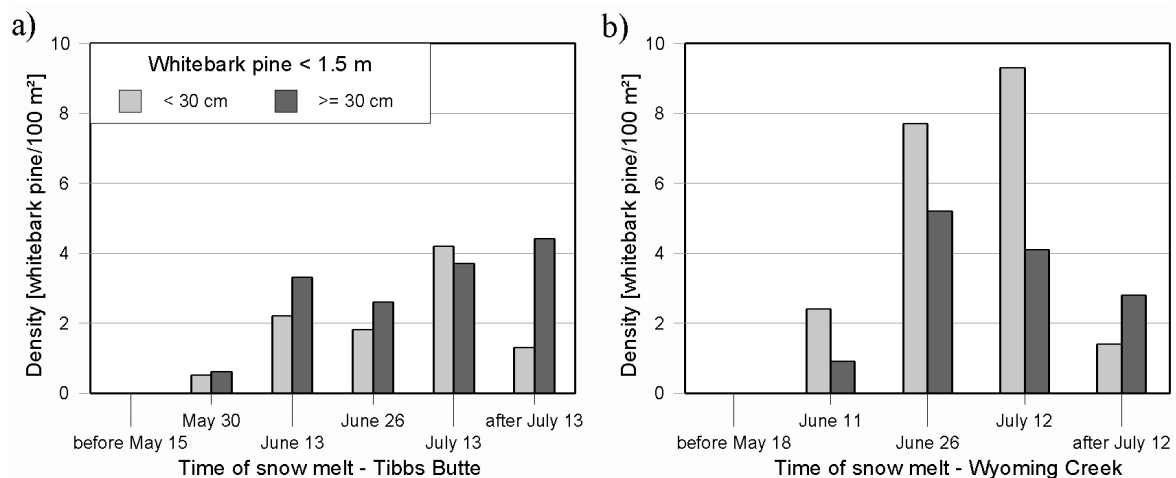 a)
Density [whitebark pine/100 m²]
10
8
6
4
2
0
Whitebark pine < 1.5 m
< 30 cm >= 30 cm
May 30 June 26 after July 13
before May 15 June 13 July 13
Time of snow melt - Tibbs Butte
b)
Density [whitebark pine/100 m²]
10
8
6
4
2
0
June 11 July 12
before May 18 June 26 after July 12
Time of snow melt - Wyoming Creek